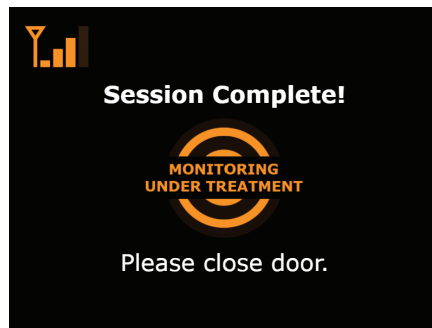 Session Complete!
MONITORING
UNDER TREATMENT
Please close door.